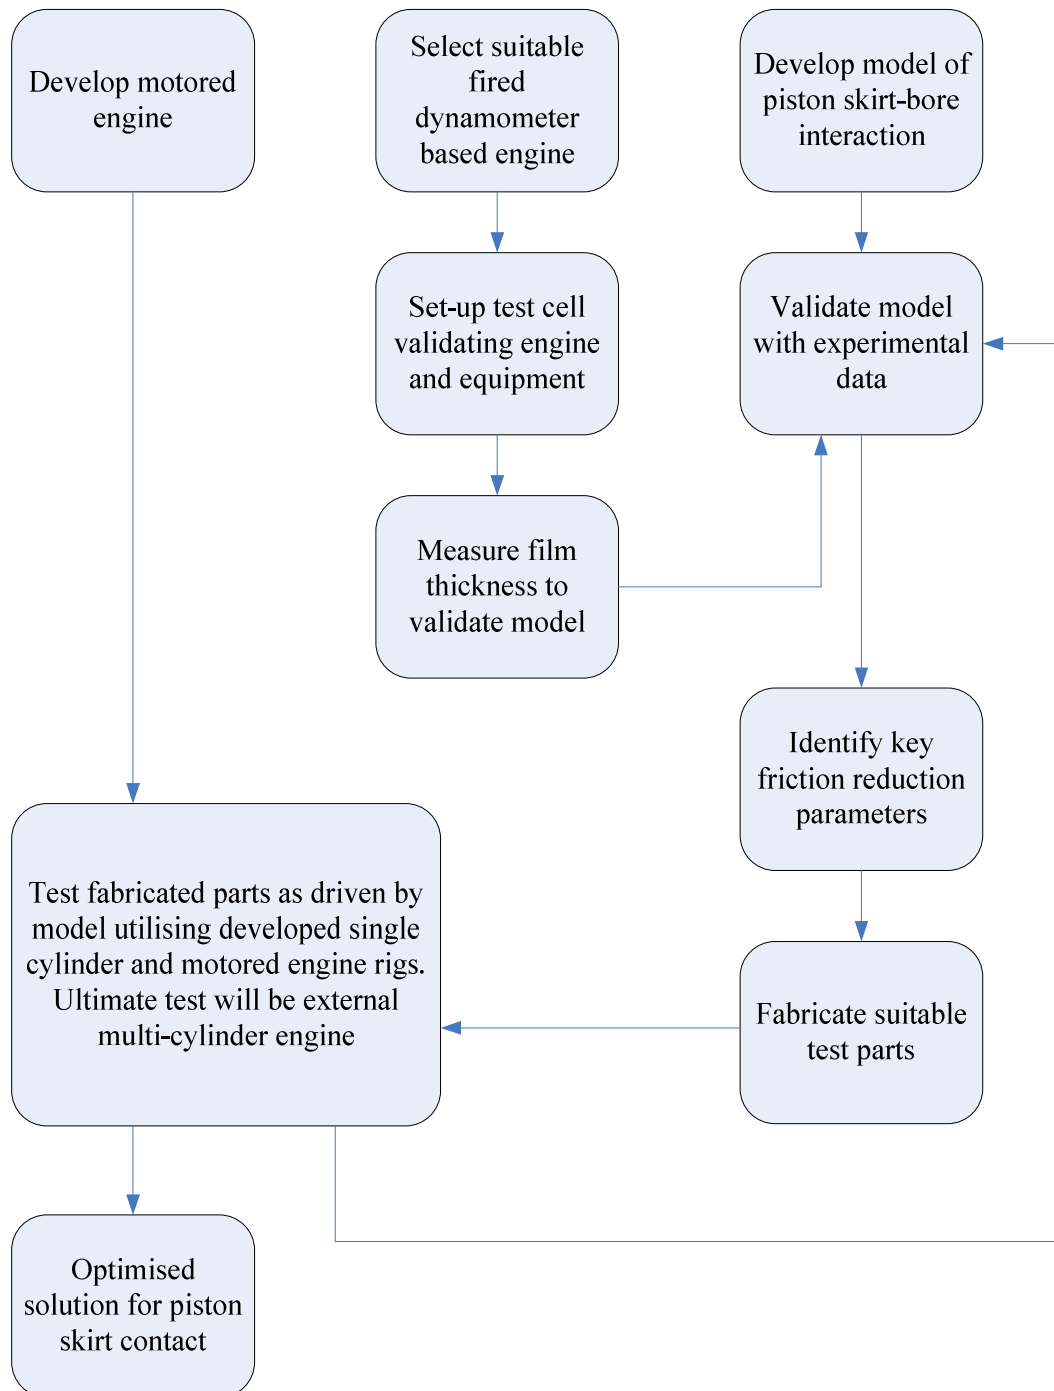 Develop motored
engine
Select suitable
fired
dynamometer
based engine
Develop model of
piston skirt-bore
interaction
Set-up test cell
validating engine
and equipment
Validate model
with experimental
data
Measure film
thickness to
validate model
Identify key
friction reduction
parameters
Test fabricated parts as driven by
model utilising developed single
cylinder and motored engine rigs.
Ultimate test will be external
multi-cylinder engine
Fabricate suitable
test parts
Optimised
solution for piston
skirt contact